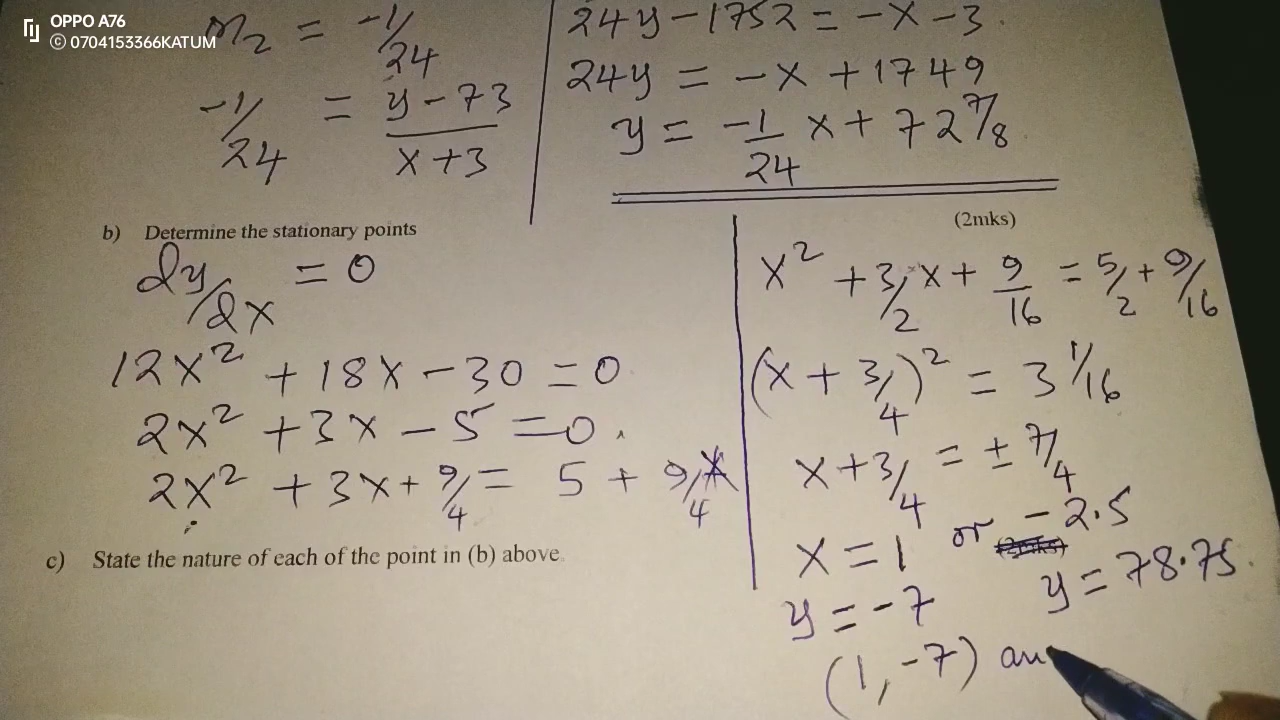 OPPO A76
© 0704153366KATUM
m2 = -1/24
-1/24 = y - 73 / x + 3
24y - 1752 = -x - 3
24y = -x + 1749
y = -1/24 x + 72 7/8
b) Determine the stationary points
(2mks)
dy/dx = 0
12x² + 18x - 30 = 0
2x² + 3x - 5 = 0.
2x² + 3x + 9/4 = 5 + 9/4
x² + 3/2 x + 9/16 = 5/2 + 9/16
(x + 3/4)² = 3 1/16
x + 3/4 = ± 7/4
x = 1 or -2.5
y = -7 y = 78.75
(1, -7) an
c) State the nature of each of the point in (b) above.